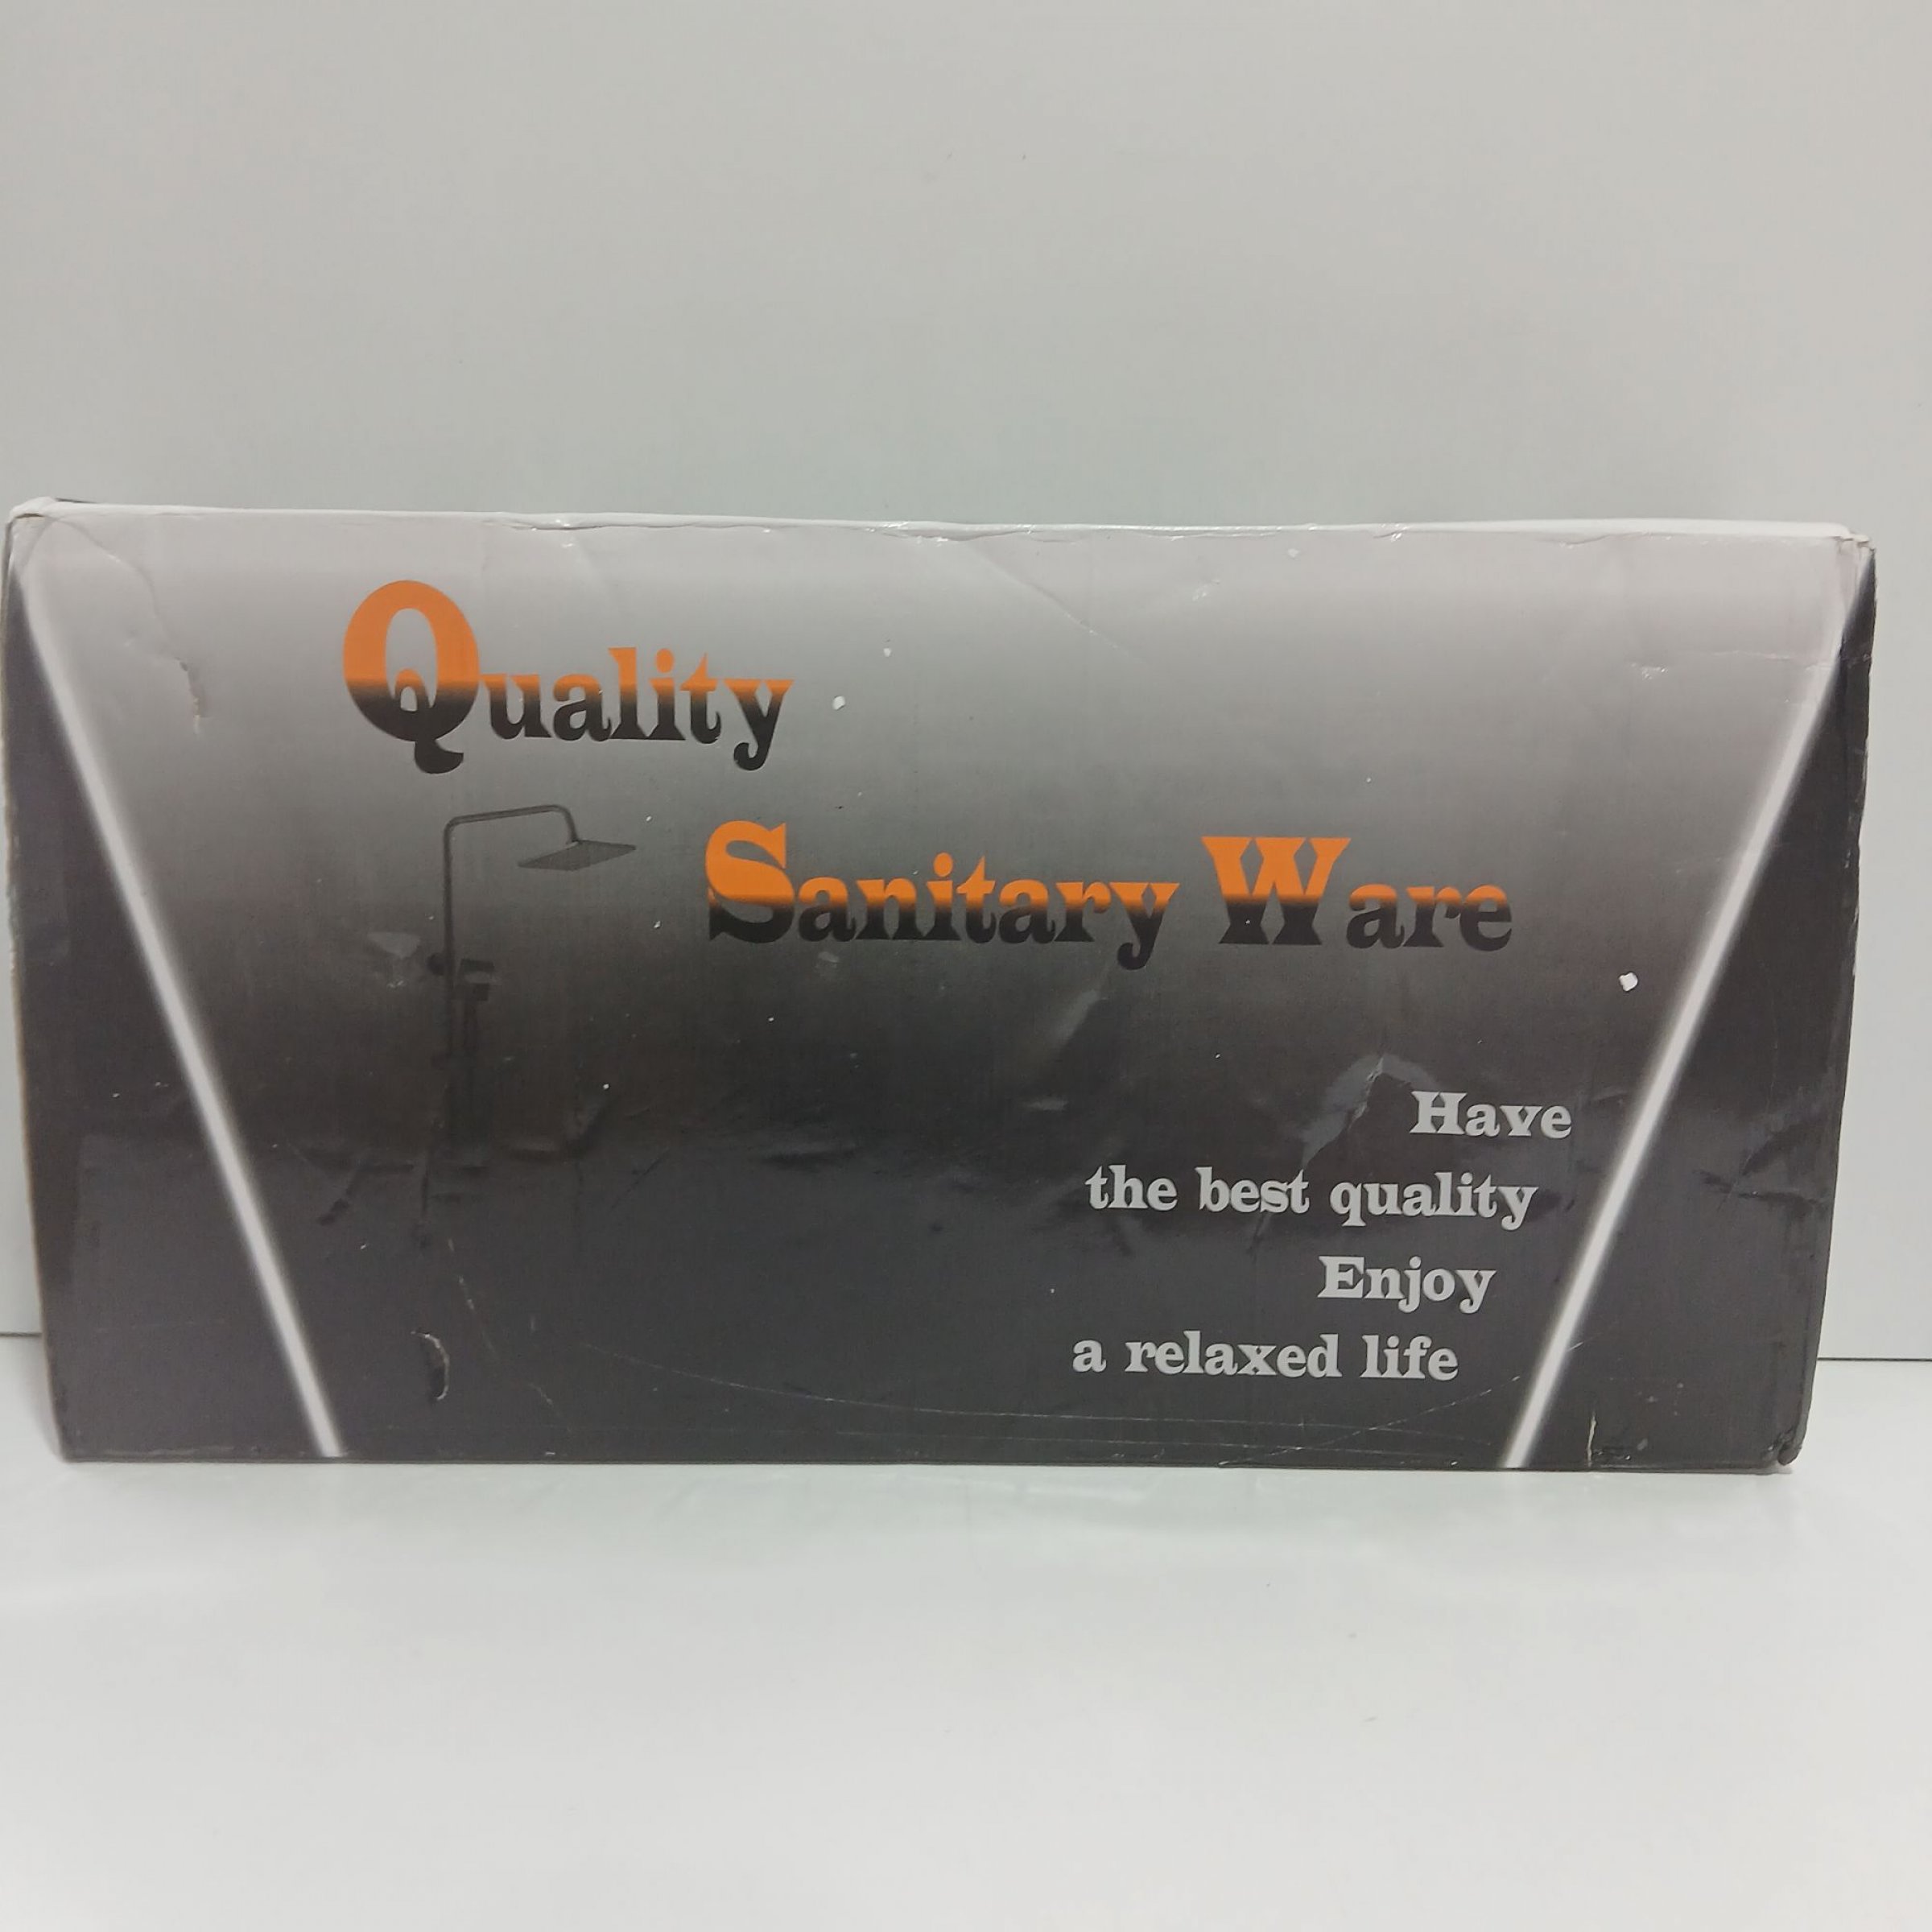 Quality
Sanitary Ware
Have
the best quality
Enjoy
a relaxed life